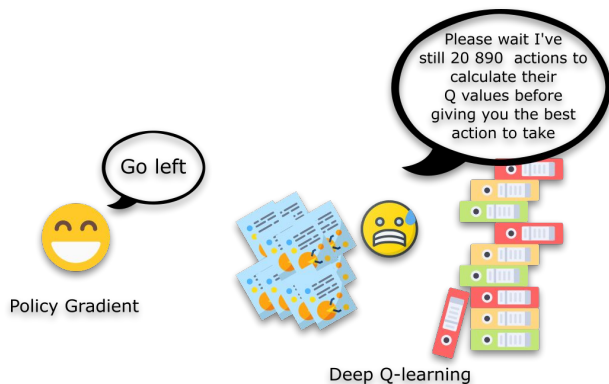 Go left
Policy Gradient
Please wait I've
still 20 890 actions to
calculate their
Q values before
giving you the best
action to take
Deep Q-learning